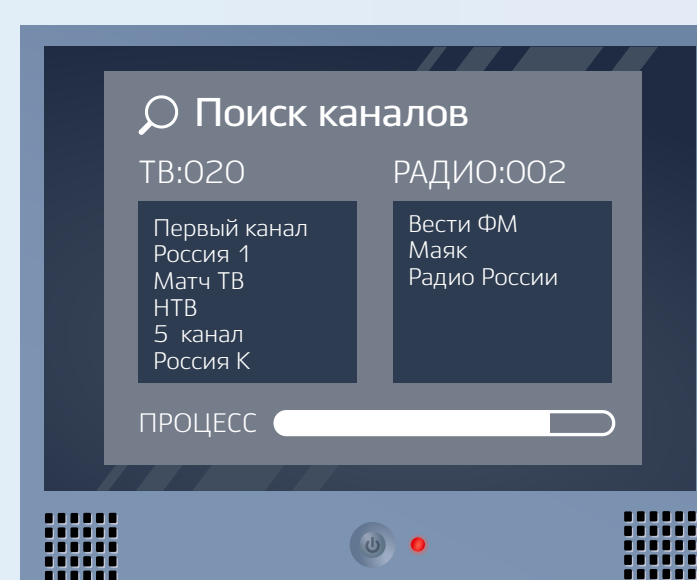 Поиск каналов
ТВ:020
РАДИО:002
Первый канал
Россия 1
Матч ТВ
НТВ
5 канал
Россия К
Вести ФМ
Маяк
Радио России
ПРОЦЕСС